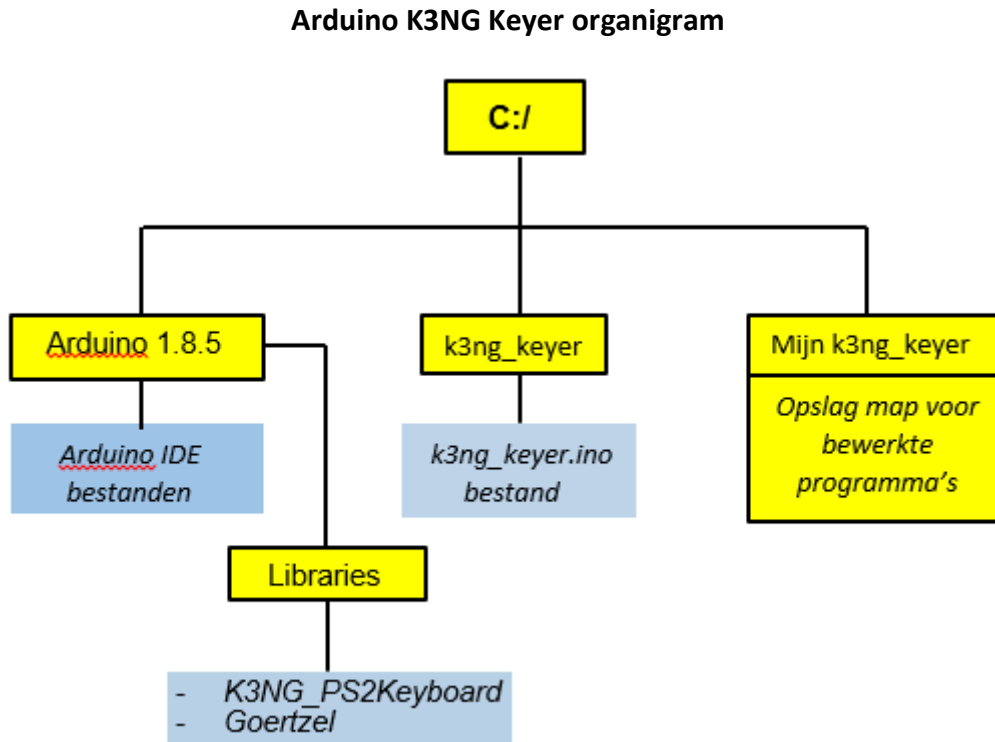 Arduino K3NG Keyer organigram
C:/
Arduino 1.8.5
k3ng_keyer
Mijn k3ng_keyer
Arduino IDE
bestanden
k3ng_keyer.ino
bestand
Opslag map voor
bewerkte
programma's
Libraries
- K3NG_PS2Keyboard
- Goertzel